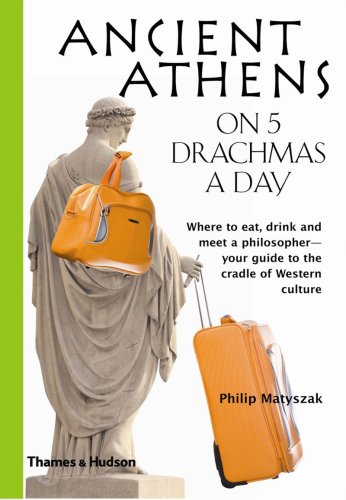 ANCIENT
ATHENS
ON 5
DRACHMAS
A DAY
Where to eat, drink and
meet a philosopher—
your guide to the
cradle of Western
culture
Philip Matyszak
Thames & Hudson